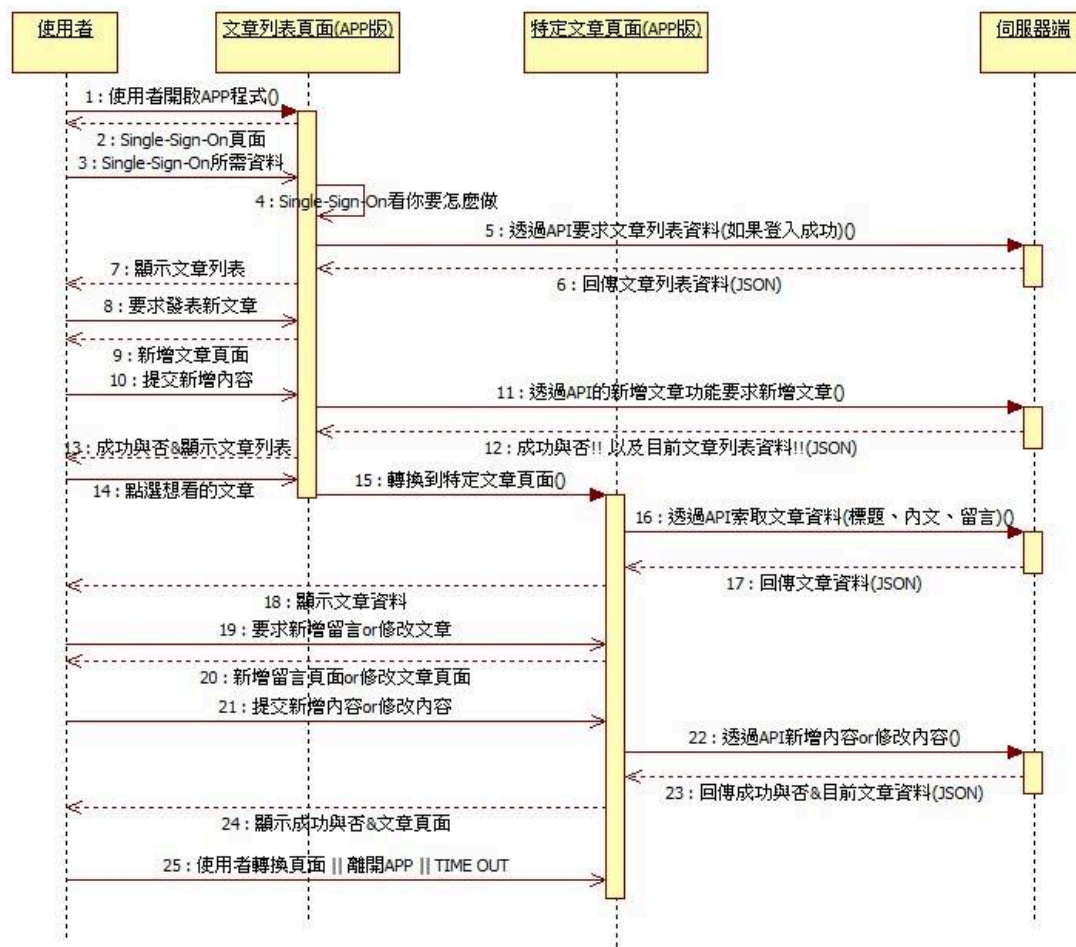 使用者
文章列表頁面(APP版)
特定文章頁面(APP版)
伺服器端
1 : 使用者開啟APP程式()
2 : Single-Sign-On頁面
3 : Single-Sign-On所需資料
4 : Single-Sign-On看你要怎麼做
5 : 透過API要求文章列表資料(如果登入成功)()
6 : 回傳文章列表資料(JSON)
7 : 顯示文章列表
8 : 要求發表新文章
9 : 新增文章頁面
10 : 提交新增內容
11 : 透過API的新增文章功能要求新增文章()
12 : 成功與否!! 以及目前文章列表資料!!(JSON)
13 : 成功與否&顯示文章列表
14 : 點選想看的文章
15 : 轉換到特定文章頁面()
16 : 透過API索取文章資料(標題、內文、留言)()
17 : 回傳文章資料(JSON)
18 : 顯示文章資料
19 : 要求新增留言or修改文章
20 : 新增留言頁面or修改文章頁面
21 : 提交新增內容or修改內容
22 : 透過API新增內容or修改內容()
23 : 回傳成功與否&目前文章資料(JSON)
24 : 顯示成功與否&文章頁面
25 : 使用者轉換頁面 || 離開APP || TIME OUT